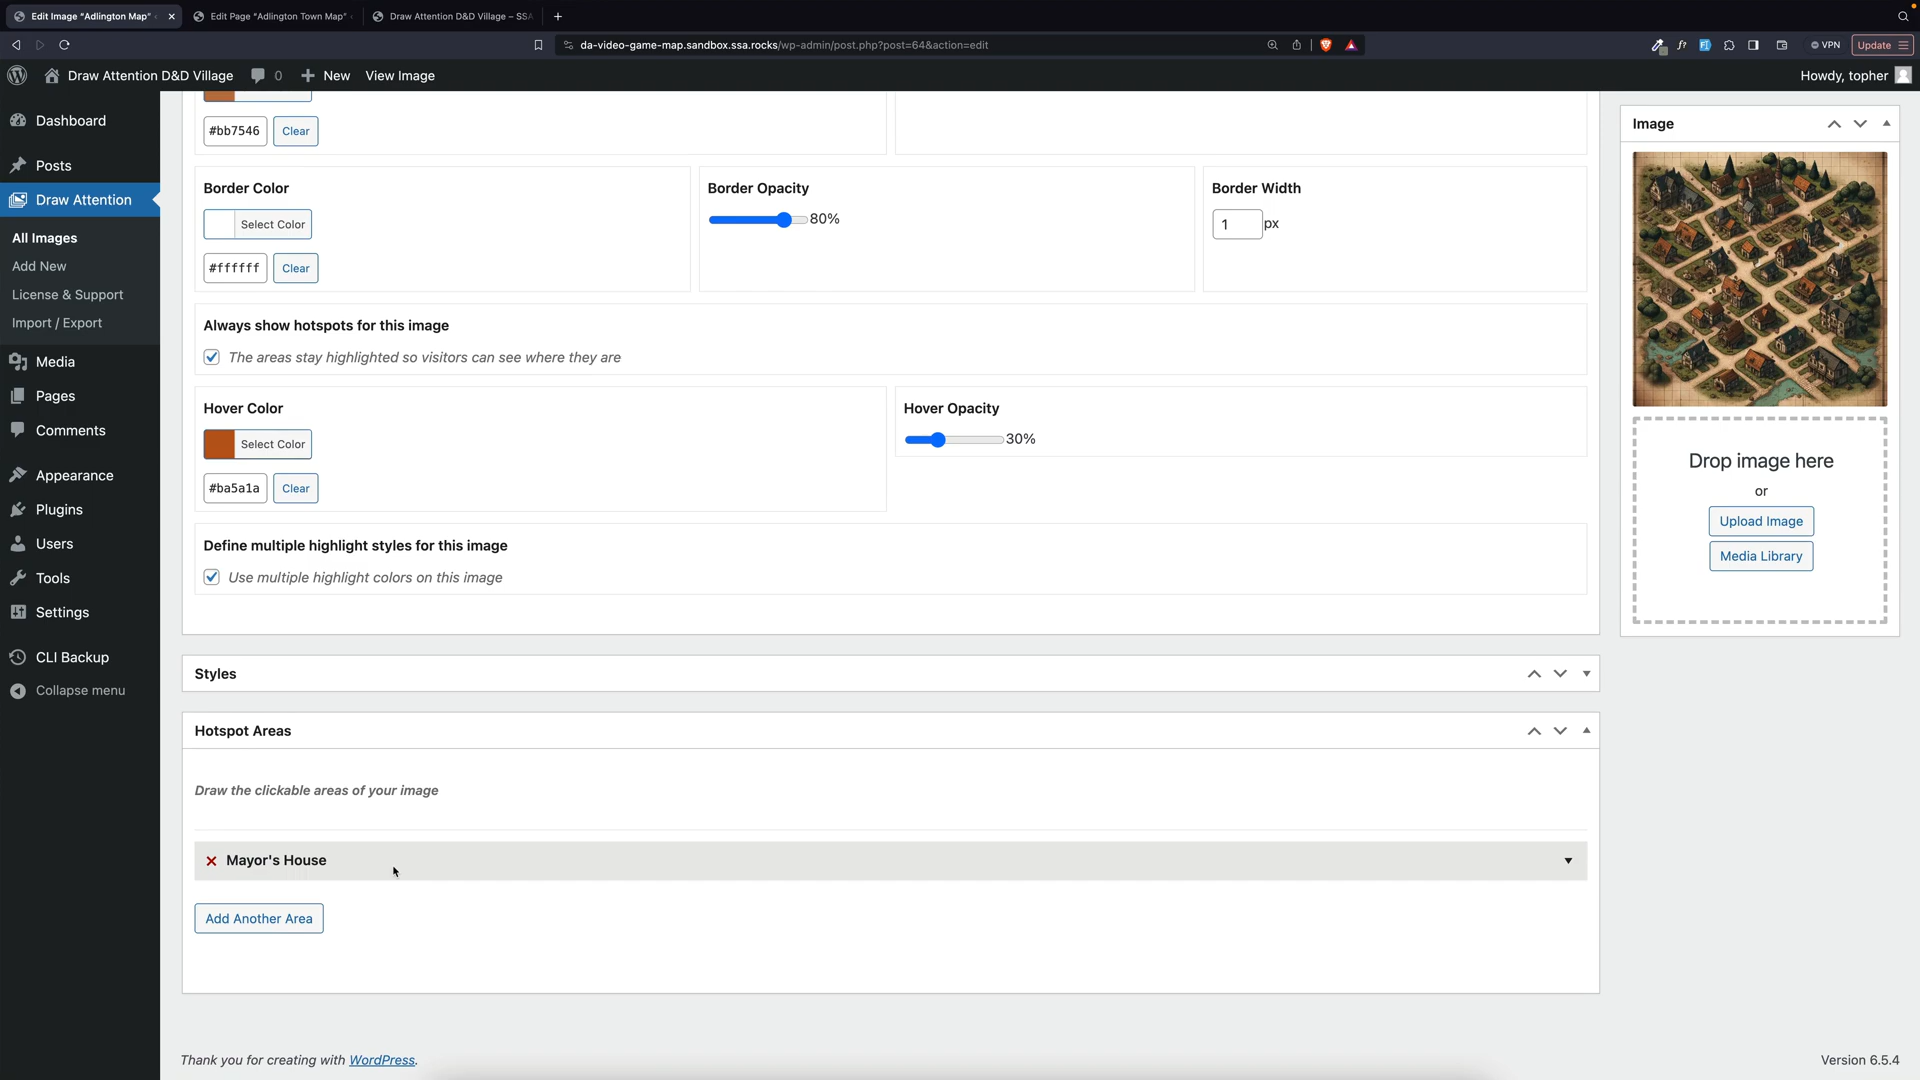 Edit Image "Adlington Map"
Edit Page "Adlington Town Map"
Draw Attention D&D Village – SSA
da-video-game-map.sandbox.ssa.rocks/wp-admin/post.php?post=64&action=edit
VPN
Update
Draw Attention D&D Village
0
New
View Image
Howdy, topher
Dashboard
Posts
Draw Attention
All Images
Add New
License & Support
Import / Export
Media
Pages
Comments
Appearance
Plugins
Users
Tools
Settings
CLI Backup
Collapse menu
#bb7546
Clear
Border Color
Select Color
#ffffff
Clear
Border Opacity
80%
Border Width
1
px
Always show hotspots for this image
The areas stay highlighted so visitors can see where they are
Hover Color
Select Color
#ba5a1a
Clear
Hover Opacity
30%
Define multiple highlight styles for this image
Use multiple highlight colors on this image
Styles
Hotspot Areas
Draw the clickable areas of your image
Mayor's House
Add Another Area
Image
Drop image here
or
Upload Image
Media Library
Thank you for creating with WordPress.
Version 6.5.4